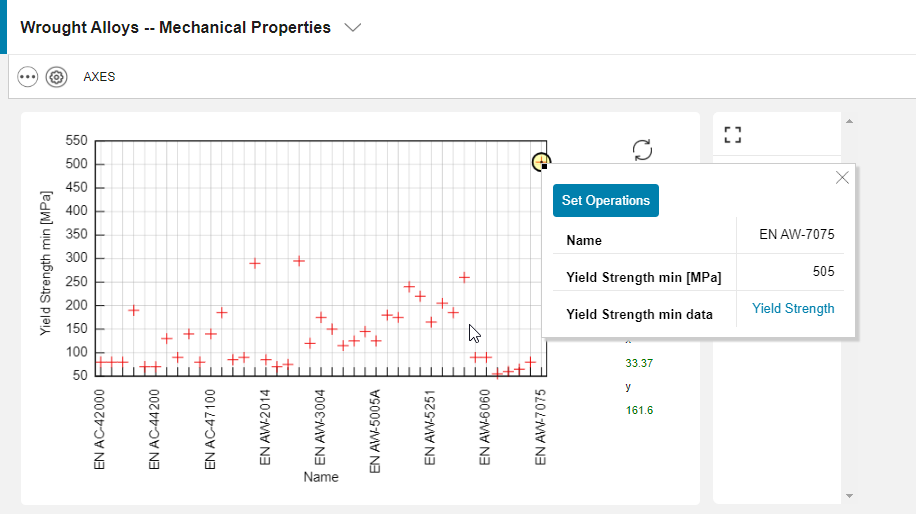 Wrought Alloys -- Mechanical Properties
AXES
550
500
450
400
350
300
250
200
150
100
50
Yield Strength min [MPa]
EN AC-42000
EN AC-44200
EN AC-47100
EN AW-2014
EN AW-3004
EN AW-5005A
EN AW-5251
EN AW-6060
EN AW-7075
Name
Set Operations
Name EN AW-7075
Yield Strength min [MPa] 505
Yield Strength min data Yield Strength
x
33.37
y
161.6